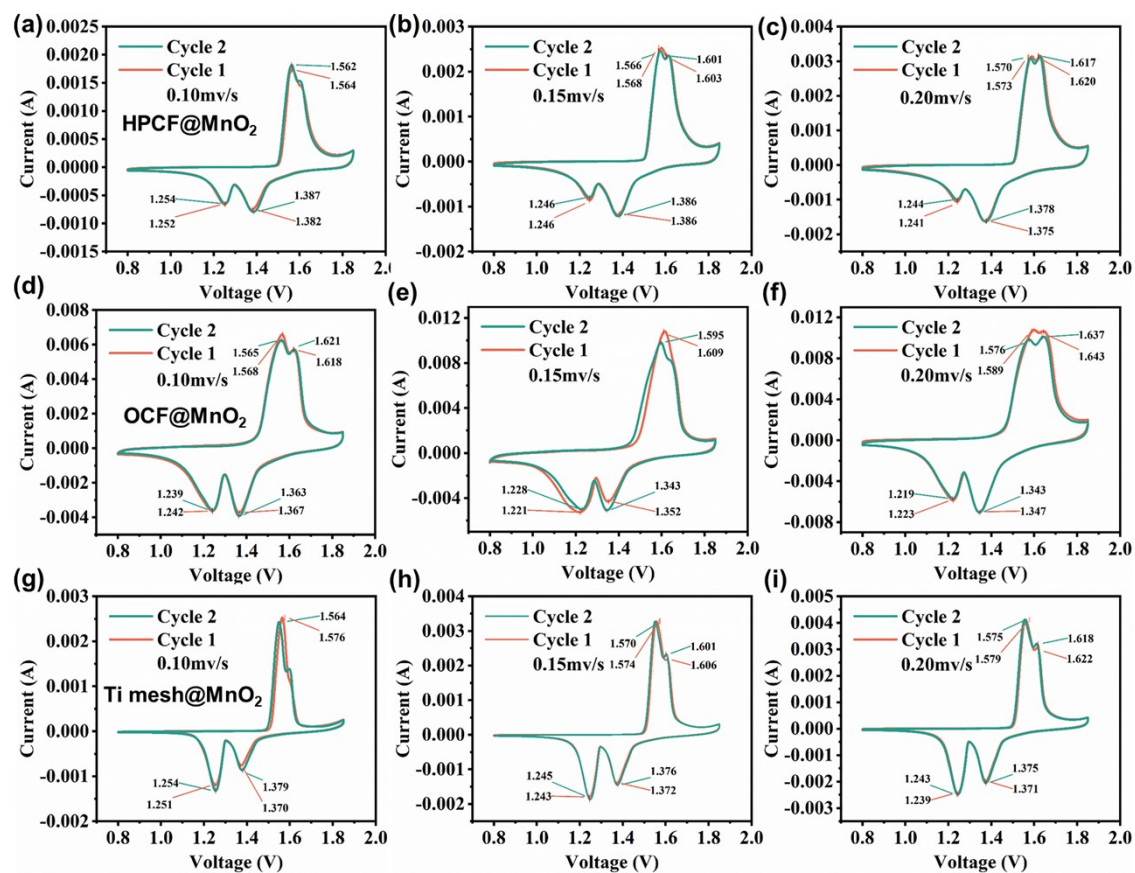 (a)
0.0025
0.0020
0.0015
0.0010
0.0005
0.0000
-0.0005
-0.0010
-0.0015
Current (A)
Cycle 2
Cycle 1
0.10mv/s
HPCF@MnO2
1.562
1.564
1.254
1.252
1.387
1.382
0.8 1.0 1.2 1.4 1.6 1.8 2.0
Voltage (V)
(b)
0.003
0.002
0.001
0.000
-0.001
-0.002
Current (A)
Cycle 2
Cycle 1
0.15mv/s
1.566
1.568
1.601
1.603
1.246
1.246
1.386
1.386
0.8 1.0 1.2 1.4 1.6 1.8 2.0
Voltage (V)
(c)
0.004
0.003
0.002
0.001
0.000
-0.001
-0.002
Current (A)
Cycle 2
Cycle 1
0.20mv/s
1.570
1.573
1.617
1.620
1.244
1.241
1.378
1.375
0.8 1.0 1.2 1.4 1.6 1.8 2.0
Voltage (V)
(d)
0.008
0.006
0.004
0.002
0.000
-0.002
-0.004
Current (A)
Cycle 2
Cycle 1
0.10mv/s
OCF@MnO2
1.565
1.568
1.621
1.618
1.239
1.242
1.363
1.367
0.8 1.0 1.2 1.4 1.6 1.8 2.0
Voltage (V)
(e)
0.012
0.008
0.004
0.000
-0.004
Current (A)
Cycle 2
Cycle 1
0.15mv/s
1.595
1.609
1.228
1.221
1.343
1.352
0.8 1.0 1.2 1.4 1.6 1.8 2.0
Voltage (V)
(f)
0.012
0.008
0.004
0.000
-0.004
-0.008
Current (A)
Cycle 2
Cycle 1
0.20mv/s
1.576
1.589
1.637
1.643
1.219
1.223
1.343
1.347
0.8 1.0 1.2 1.4 1.6 1.8 2.0
Voltage (V)
(g)
0.003
0.002
0.001
0.000
-0.001
-0.002
Current (A)
Cycle 2
Cycle 1
0.10mv/s
Ti mesh@MnO2
1.564
1.576
1.254
1.251
1.379
1.370
0.8 1.0 1.2 1.4 1.6 1.8 2.0
Voltage (V)
(h)
0.004
0.003
0.002
0.001
0.000
-0.001
-0.002
Current (A)
Cycle 2
Cycle 1
0.15mv/s
1.570
1.574
1.601
1.606
1.245
1.243
1.376
1.372
0.8 1.0 1.2 1.4 1.6 1.8 2.0
Voltage (V)
(i)
0.005
0.004
0.003
0.002
0.001
0.000
-0.001
-0.002
-0.003
Current (A)
Cycle 2
Cycle 1
0.20mv/s
1.575
1.579
1.618
1.622
1.243
1.239
1.375
1.371
0.8 1.0 1.2 1.4 1.6 1.8 2.0
Voltage (V)